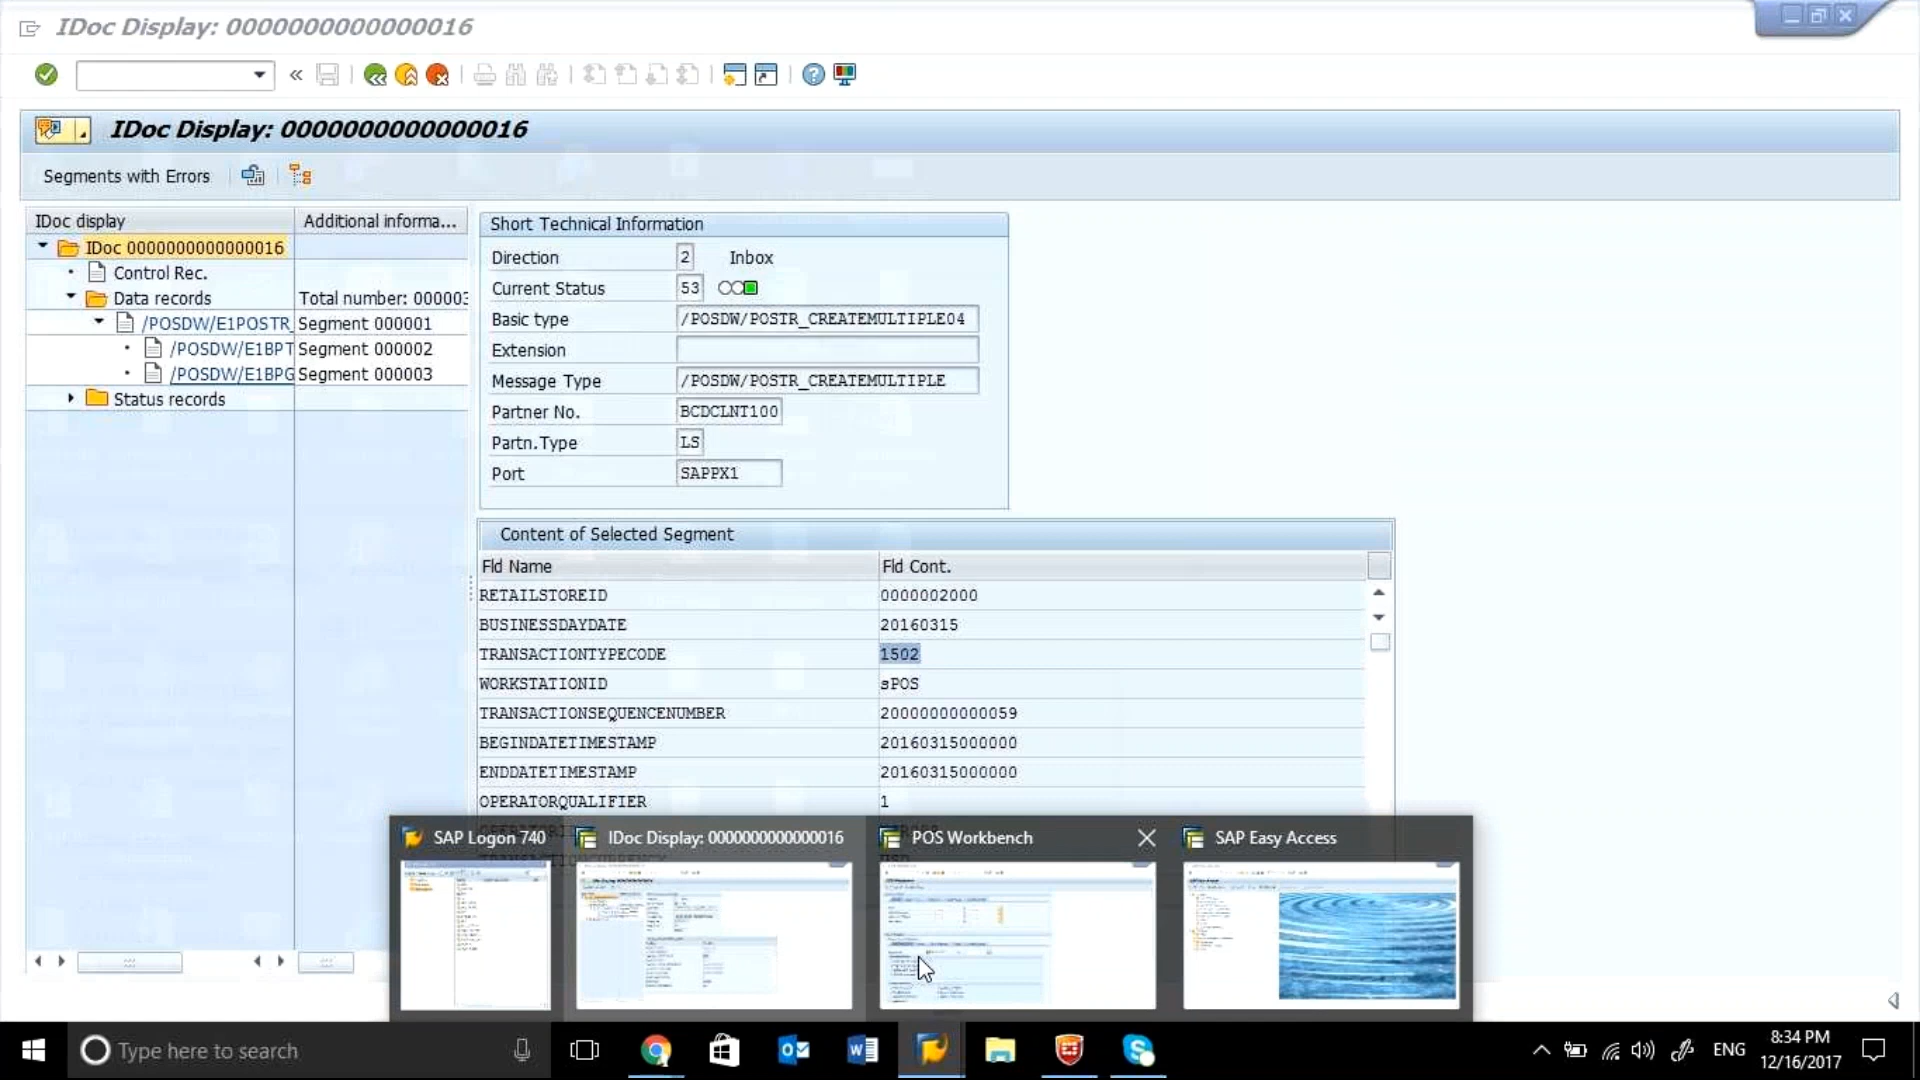 IDoc Display: 0000000000000016
IDoc Display: 0000000000000016
Segments with Errors
IDoc display
Additional informa...
IDoc 0000000000000016
Control Rec.
Data records
Total number: 000003
/POSDW/E1POSTR_
Segment 000001
/POSDW/E1BPT
Segment 000002
/POSDW/E1BPG
Segment 000003
Status records
Short Technical Information
Direction 2 Inbox
Current Status 53
Basic type /POSDW/POSTR_CREATEMULTIPLE04
Extension
Message Type /POSDW/POSTR_CREATEMULTIPLE
Partner No. BCDCLNT100
Partn.Type LS
Port SAPPX1
Content of Selected Segment
Fld Name Fld Cont.
RETAILSTOREID 0000002000
BUSINESSDAYDATE 20160315
TRANSACTIONTYPECODE 1502
WORKSTATIONID sPOS
TRANSACTIONSEQUENCENUMBER 20000000000059
BEGINDATETIMESTAMP 20160315000000
ENDDATETIMESTAMP 20160315000000
OPERATORQUALIFIER 1
SAP Logon 740
IDoc Display: 0000000000000016
POS Workbench
SAP Easy Access
Type here to search
ENG
8:34 PM
12/16/2017